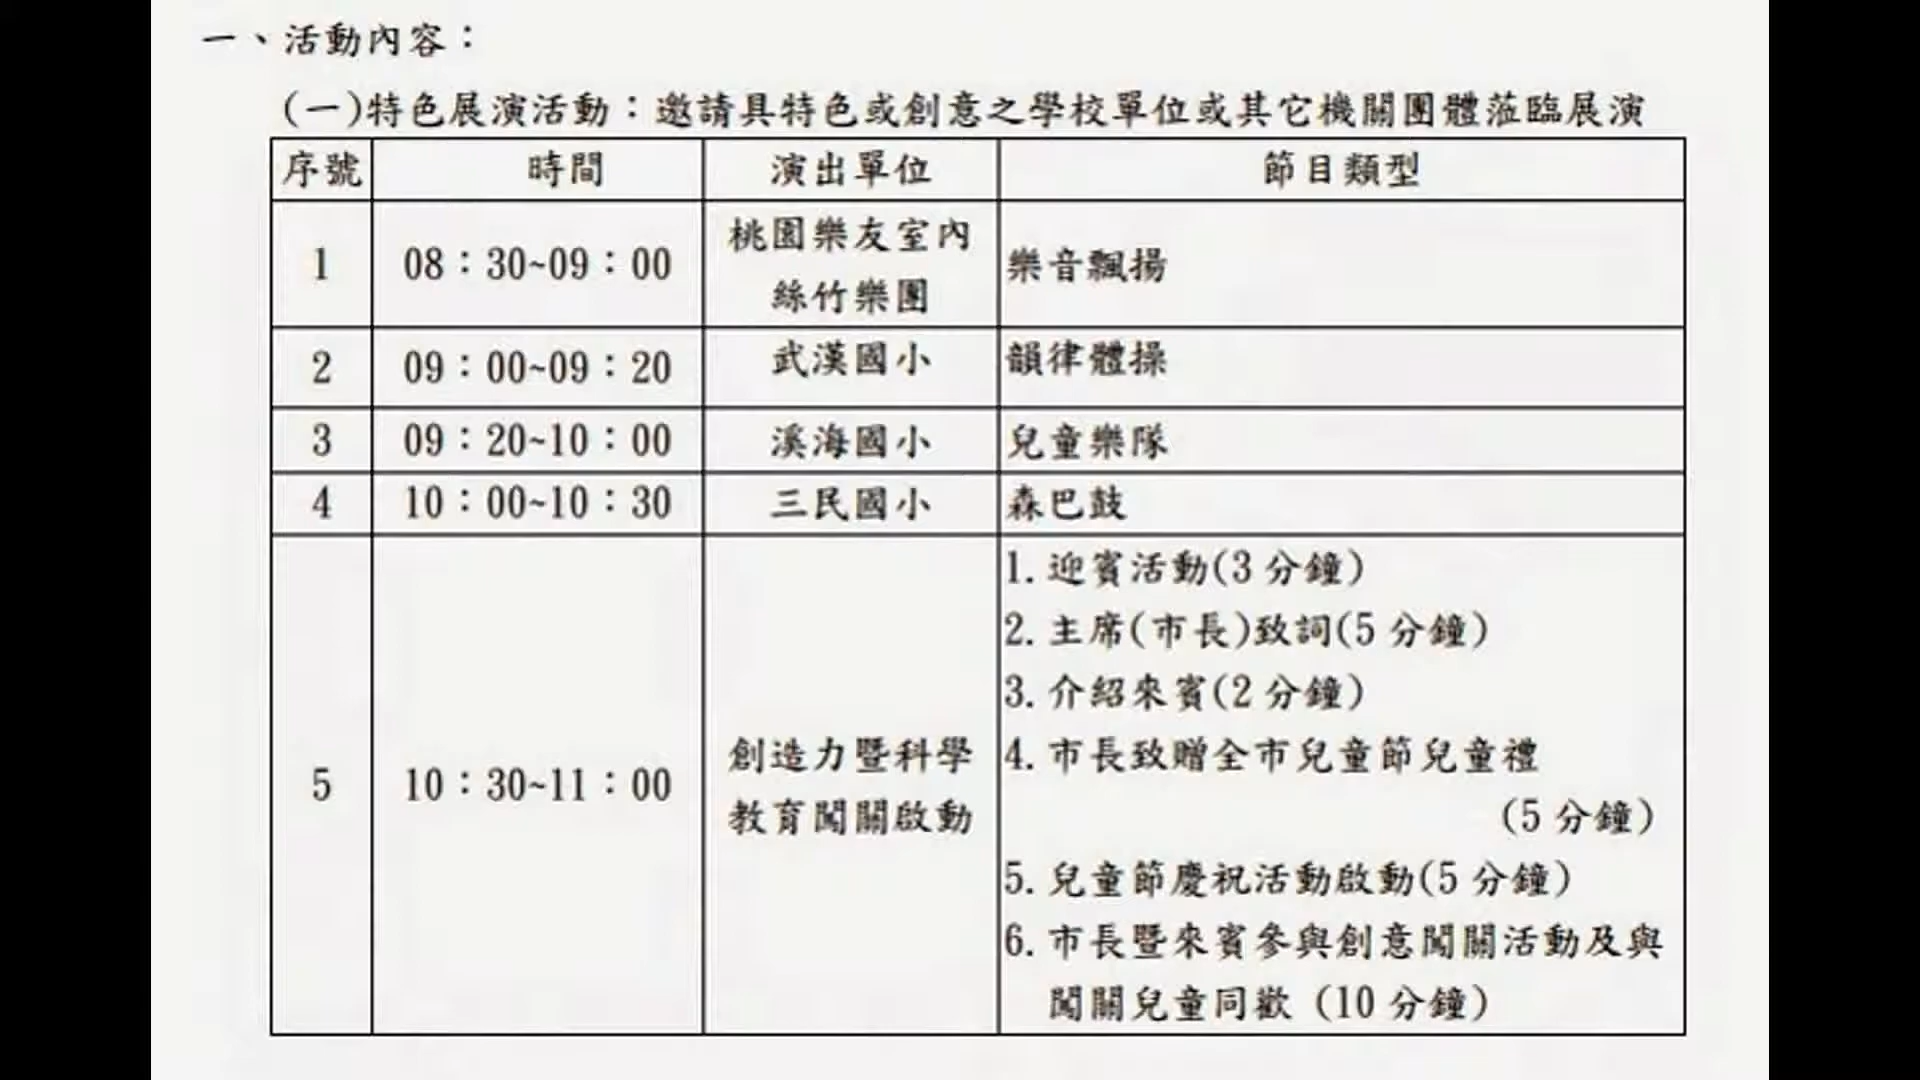 一、活動內容：
(一)特色展演活動：邀請具特色或創意之學校單位或其它機關團體蒞臨展演
序號 時間 演出單位 節目類型
1 08：30~09：00 桃園樂友室內 樂音飄揚
絲竹樂團
2 09：00~09：20 武漢國小 韻律體操
3 09：20~10：00 溪海國小 兒童樂隊
4 10：00~10：30 三民國小 森巴鼓
5 10：30~11：00 創造力暨科學
教育闖關啟動
1. 迎賓活動(3 分鐘)
2. 主席(市長)致詞(5 分鐘)
3. 介紹來賓(2 分鐘)
4. 市長致贈全市兒童節兒童禮
(5 分鐘)
5. 兒童節慶祝活動啟動(5 分鐘)
6. 市長暨來賓參與創意闖關活動及與
闖關兒童同歡 (10 分鐘)